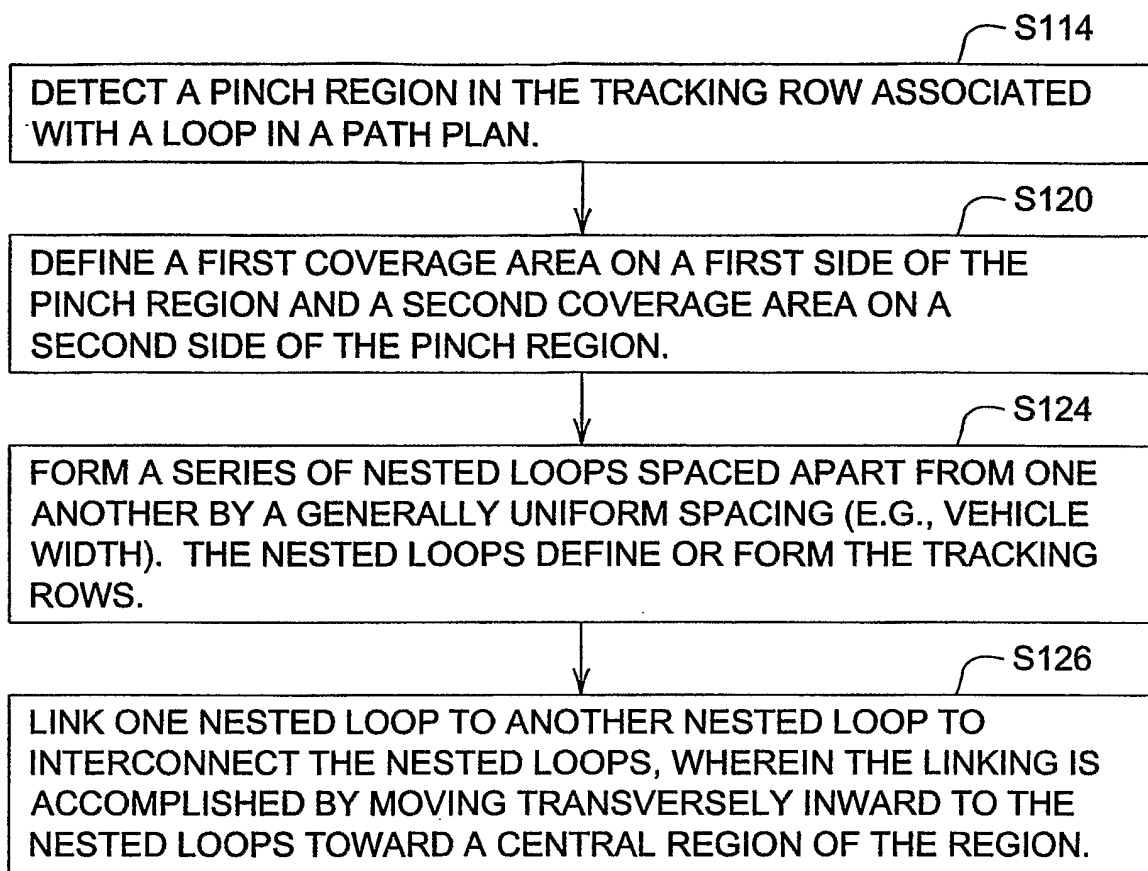 S114
DETECT A PINCH REGION IN THE TRACKING ROW ASSOCIATED
WITH A LOOP IN A PATH PLAN.
S120
DEFINE A FIRST COVERAGE AREA ON A FIRST SIDE OF THE
PINCH REGION AND A SECOND COVERAGE AREA ON A
SECOND SIDE OF THE PINCH REGION.
S124
FORM A SERIES OF NESTED LOOPS SPACED APART FROM ONE
ANOTHER BY A GENERALLY UNIFORM SPACING (E.G., VEHICLE
WIDTH). THE NESTED LOOPS DEFINE OR FORM THE TRACKING
ROWS.
S126
LINK ONE NESTED LOOP TO ANOTHER NESTED LOOP TO
INTERCONNECT THE NESTED LOOPS, WHEREIN THE LINKING IS
ACCOMPLISHED BY MOVING TRANSVERSELY INWARD TO THE
NESTED LOOPS TOWARD A CENTRAL REGION OF THE REGION.